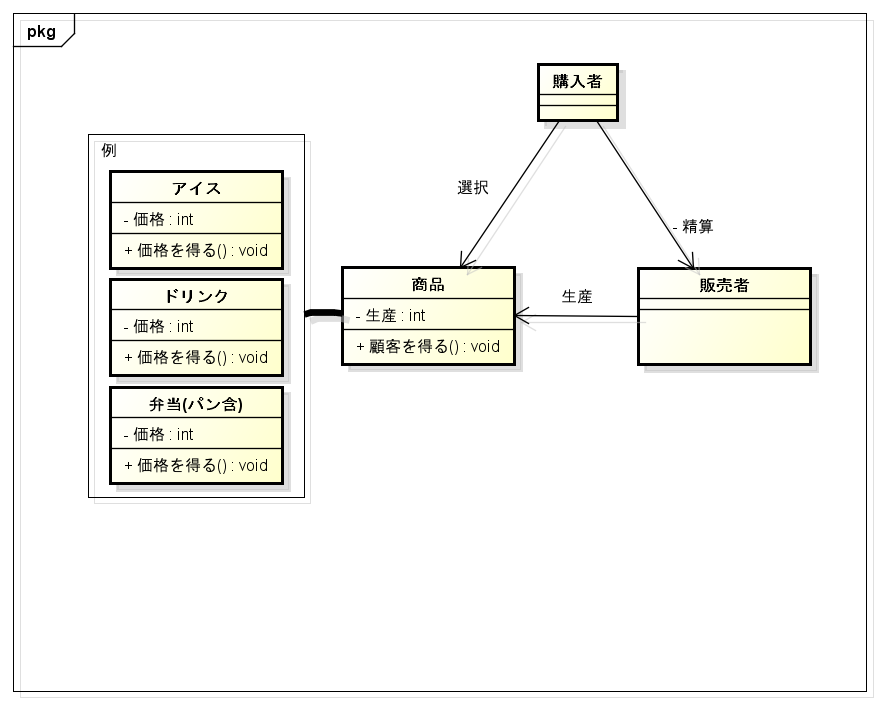 pkg
購入者
例
アイス
- 価格 : int
+ 価格を得る() : void
ドリンク
- 価格 : int
+ 価格を得る() : void
弁当(パン含)
- 価格 : int
+ 価格を得る() : void
選択
- 精算
商品
- 生産 : int
+ 顧客を得る() : void
生産
販売者